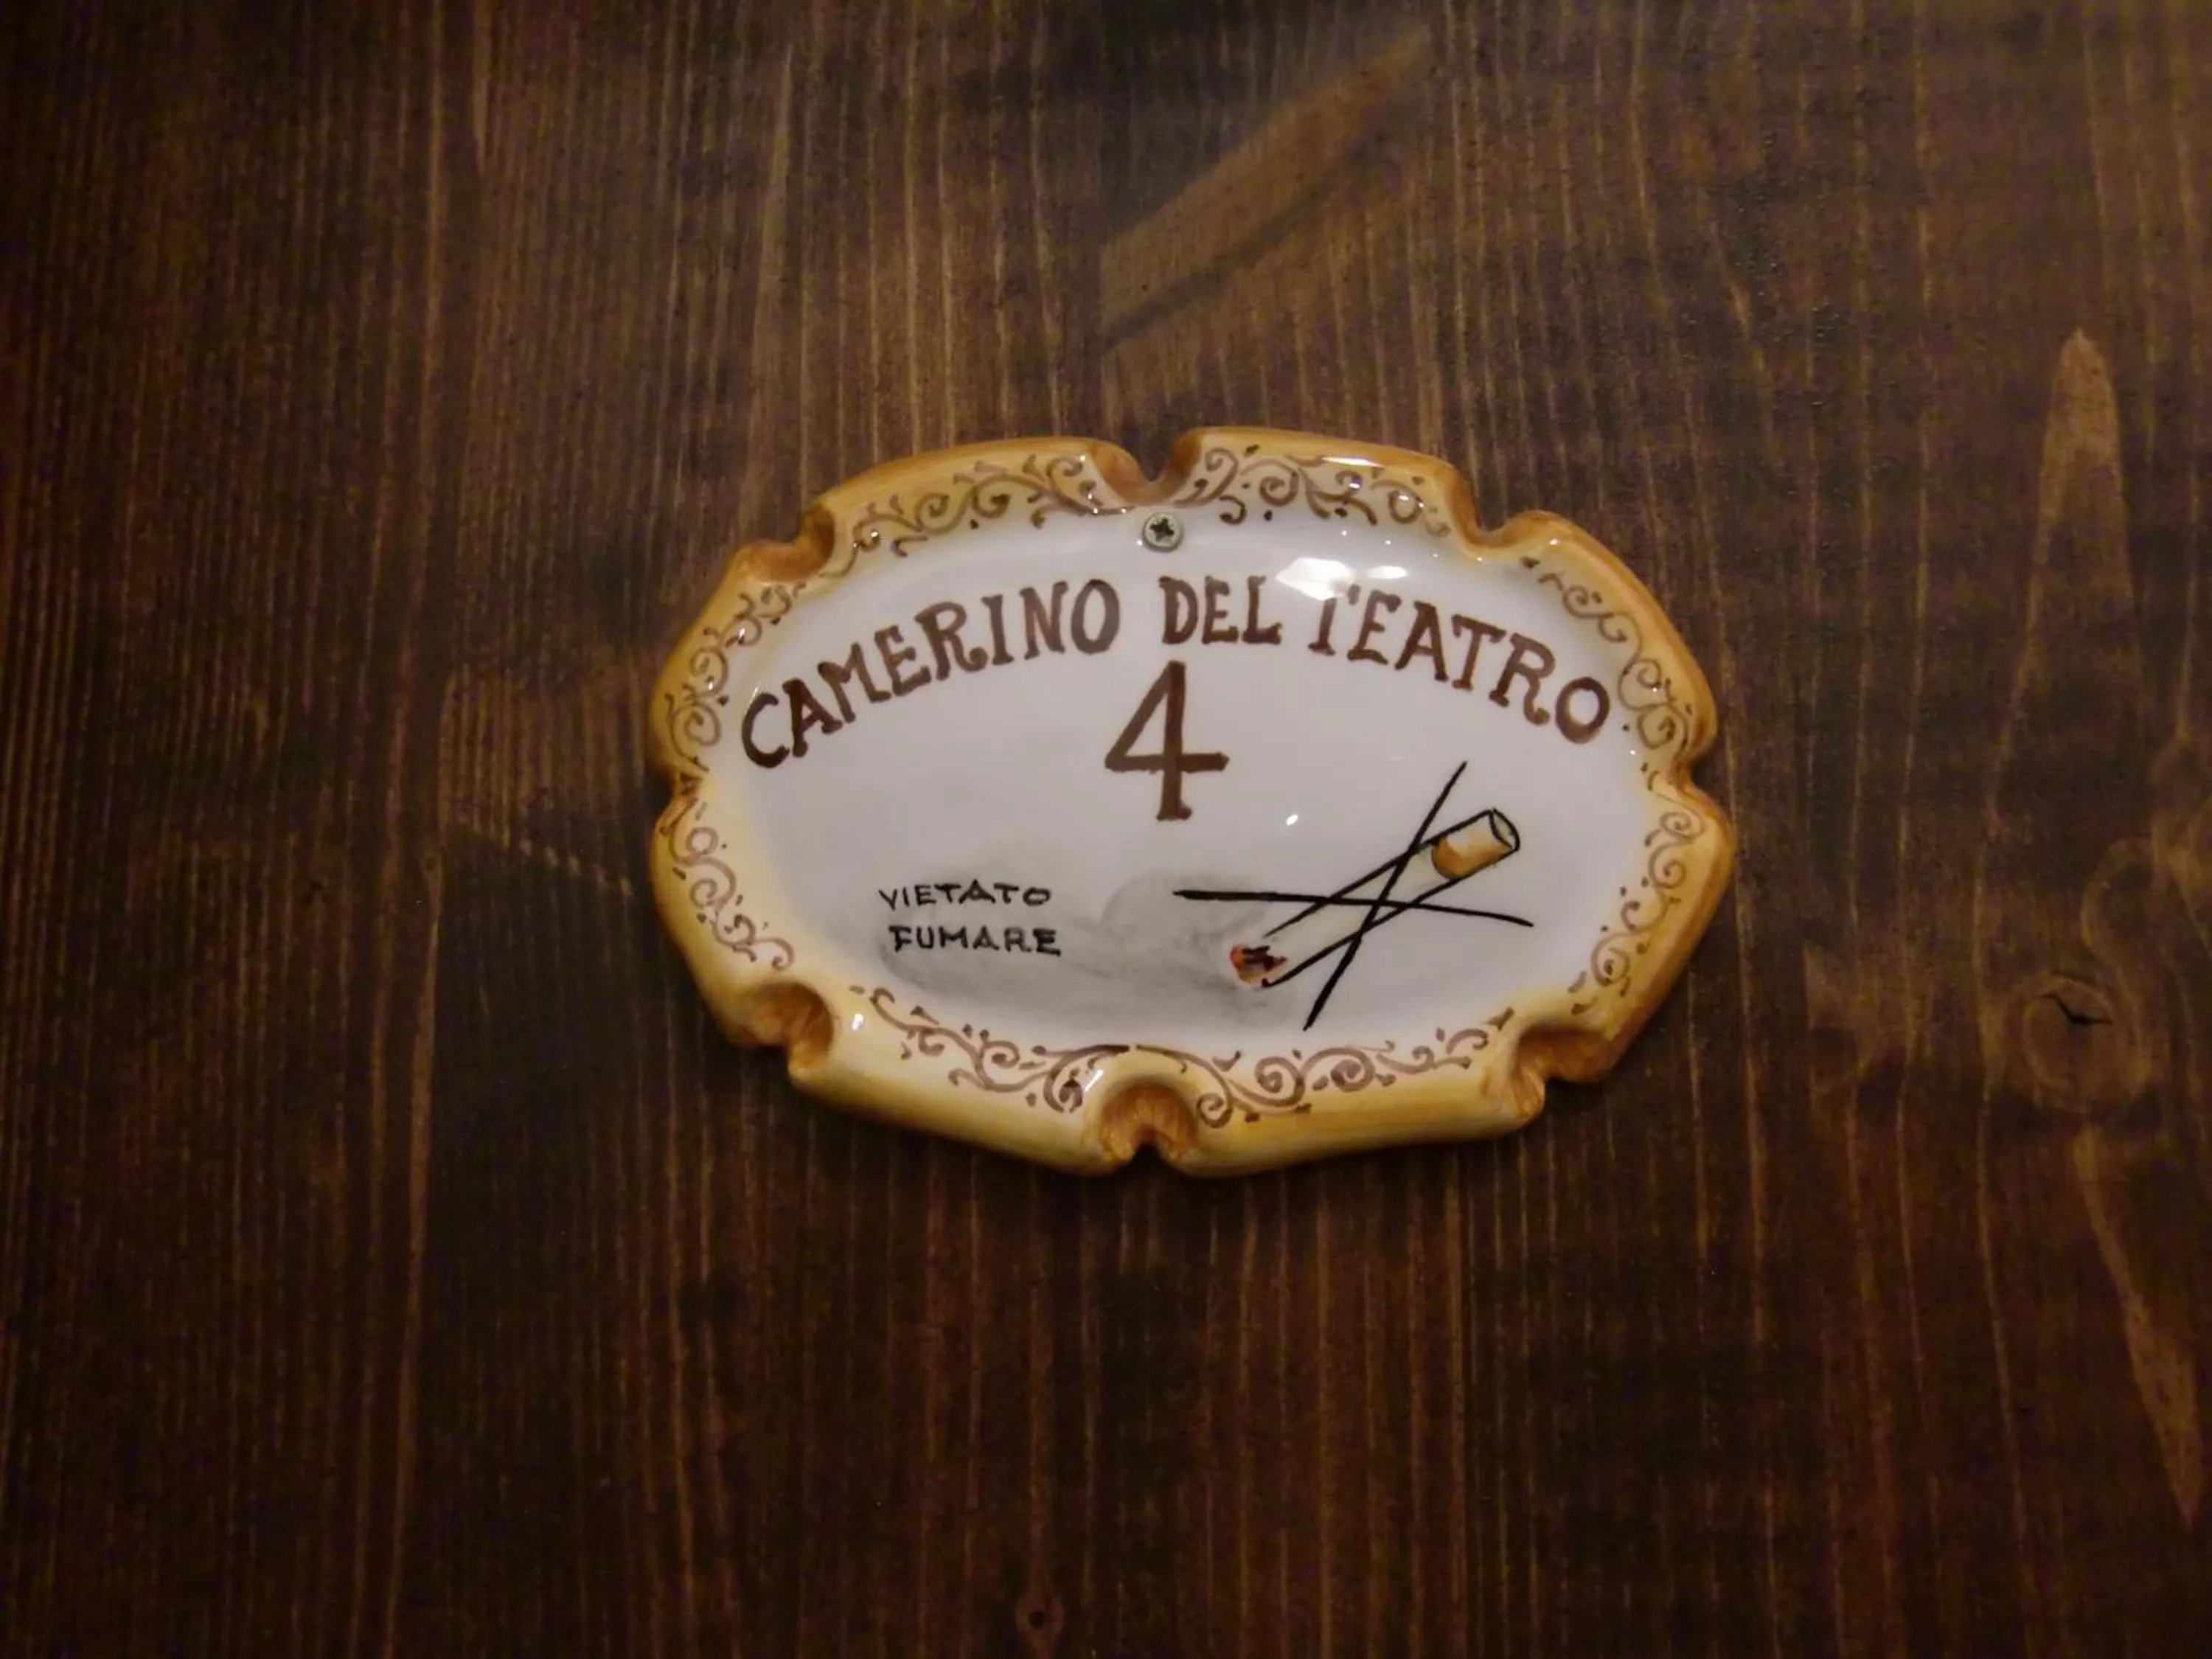 CAMERINO DEL TEATRO
4
VIETATO
FUMARE